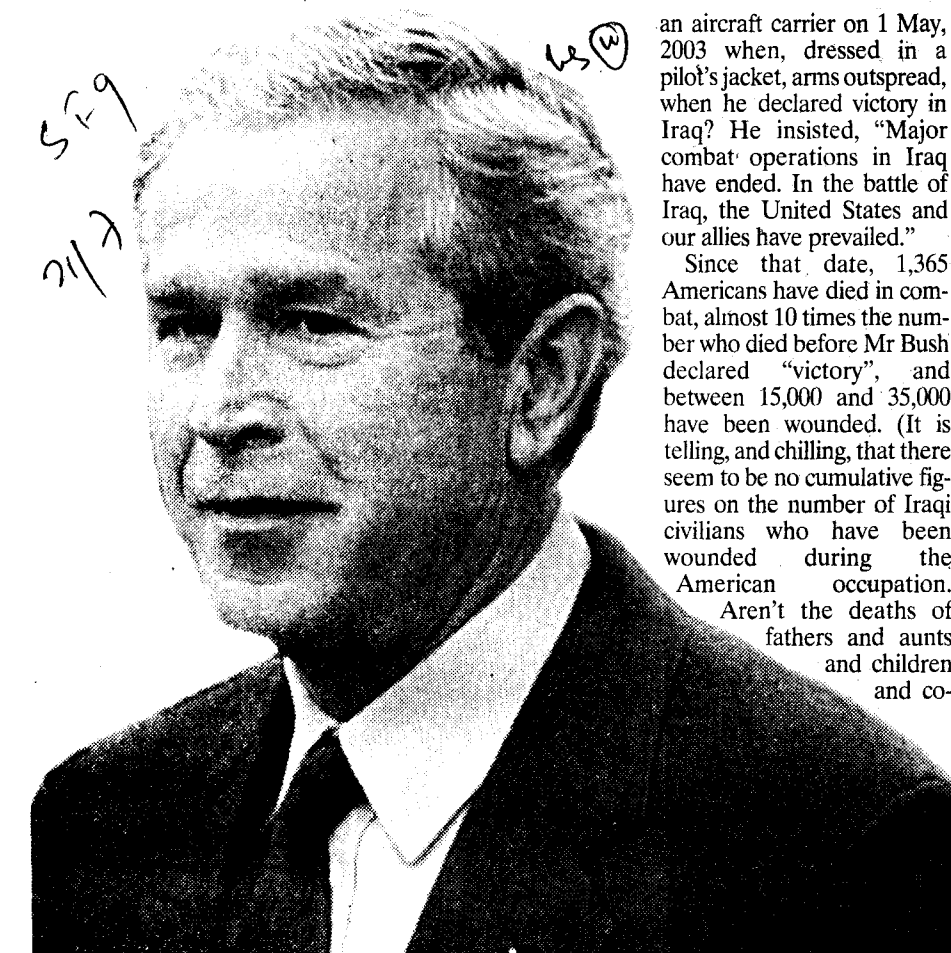 US W
an aircraft carrier on 1 May,
2003 when, dressed in a
pilot's jacket, arms outspread,
when he declared victory in
Iraq? He insisted, “Major
combat operations in Iraq
have ended. In the battle of
Iraq, the United States and
our allies have prevailed.”
Since that date, 1,365
Americans have died in com-
bat, almost 10 times the num-
ber who died before Mr Bush
declared “victory”, and
between 15,000 and 35,000
have been wounded. (It is
telling, and chilling, that there
seem to be no cumulative fig-
ures on the number of Iraqi
civilians who have been
wounded during the
American occupation.
Aren't the deaths of
fathers and aunts
and children
and co-